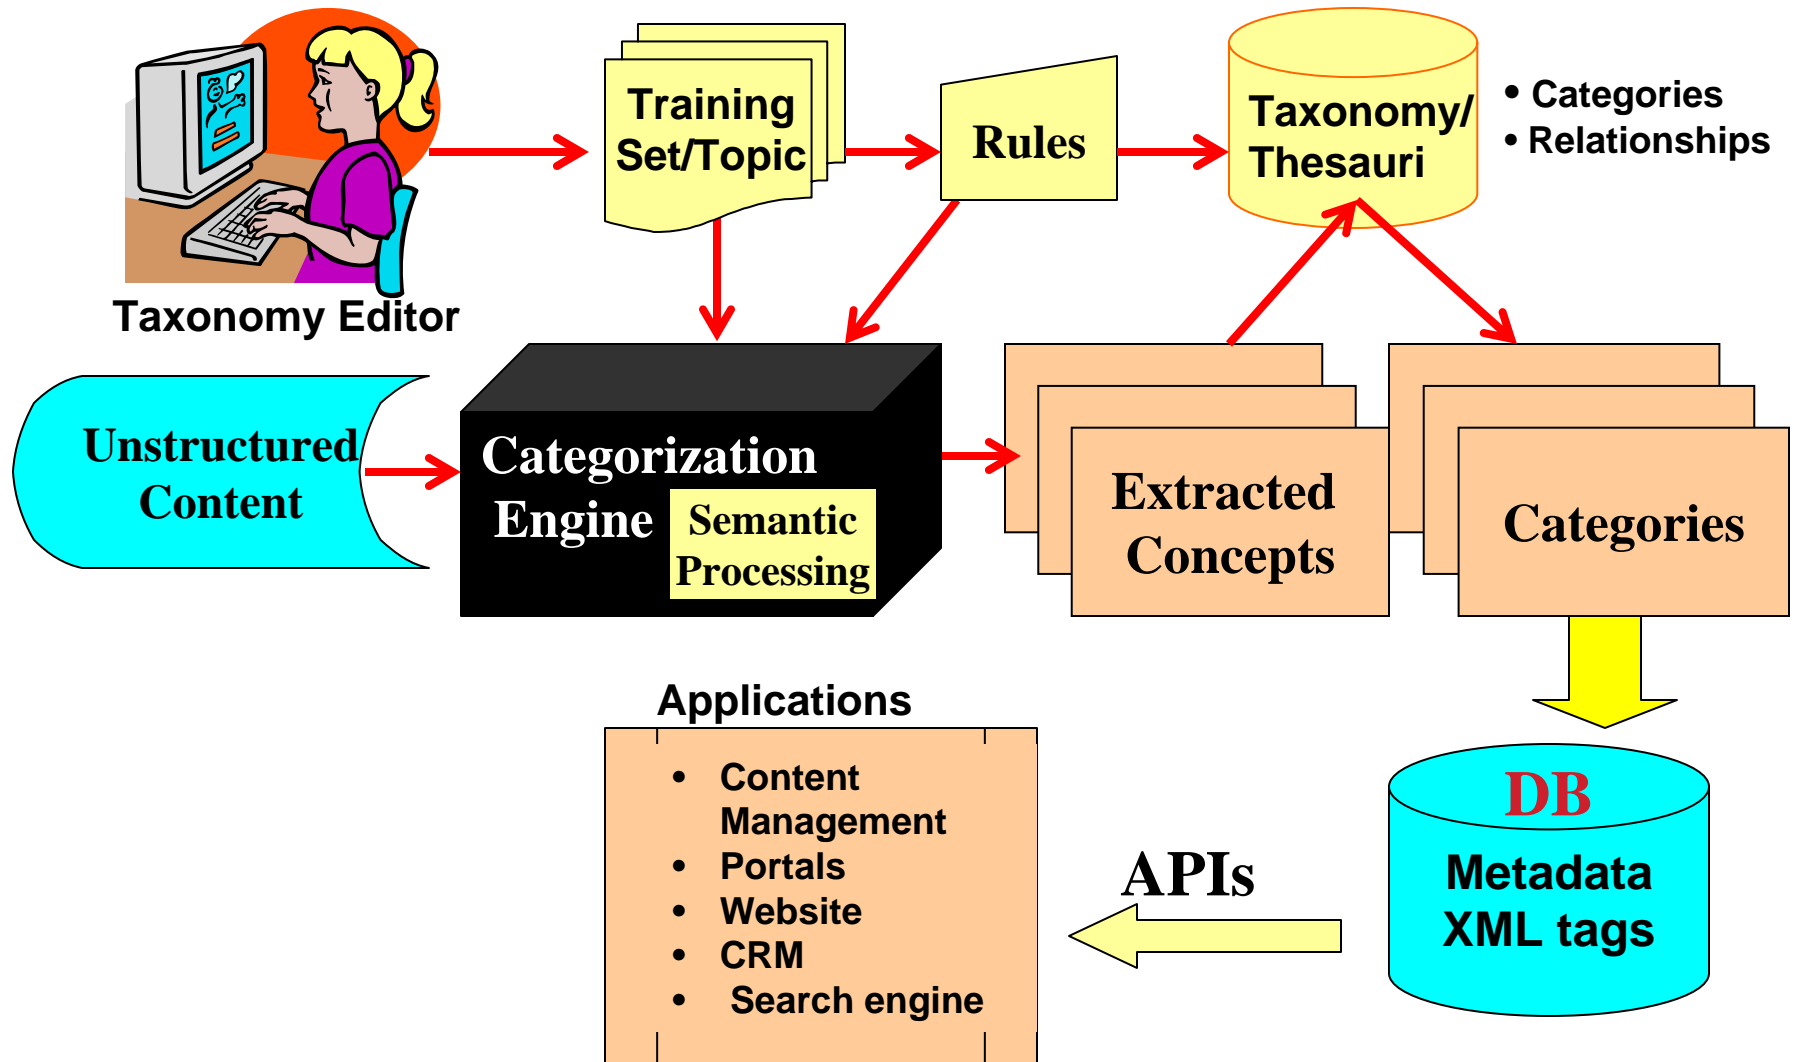 Training
Set/Topic
Rules
Taxonomy/
Thesauri
• Categories
• Relationships
Taxonomy Editor
Unstructured
Content
Categorization
Engine
Semantic
Processing
Extracted
Concepts
Categories
Applications
• Content
Management
• Portals
• Website
• CRM
• Search engine
APIs
DB
Metadata
XML tags